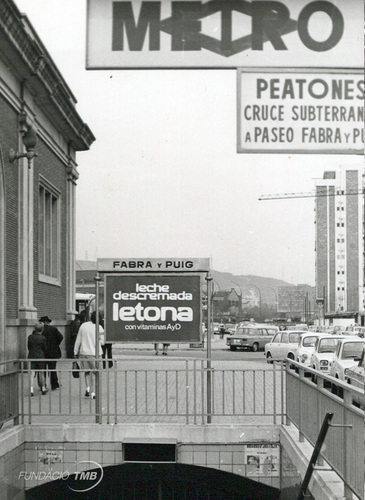 METRO
PEATONES
CRUCE SUBTERRAN
A PASEO FABRA Y PU
FABRA Y PUIG
leche
descremada
letona
con vitaminas A y D
FUNDACIÓ TMB